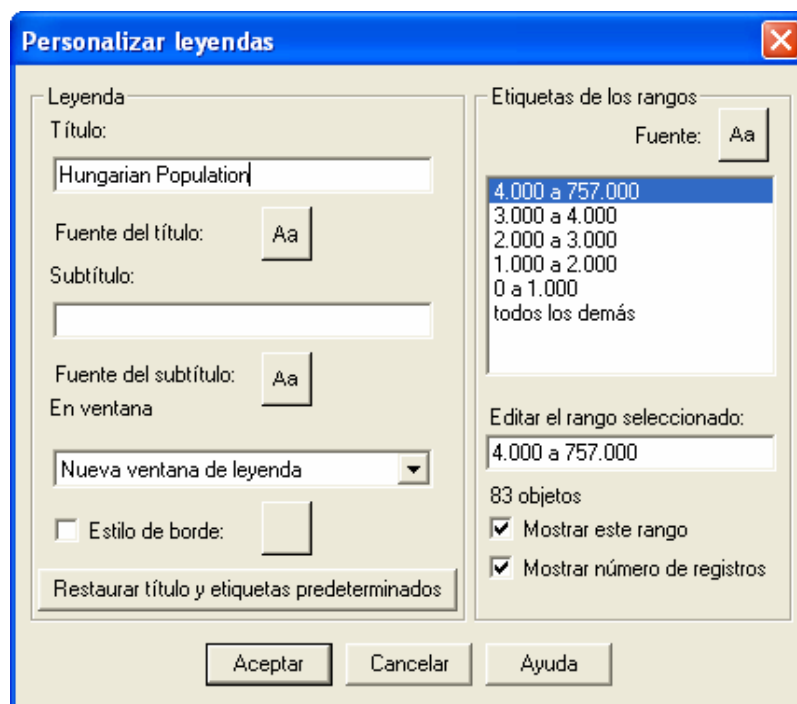 Personalizar leyendas
Leyenda
Título:
Hungarian Population
Fuente del título:
Aa
Subtítulo:
Fuente del subtítulo:
Aa
En ventana
Nueva ventana de leyenda
Estilo de borde:
Restaurar título y etiquetas predeterminados
Etiquetas de los rangos
Fuente:
Aa
4.000 a 757.000
3.000 a 4.000
2.000 a 3.000
1.000 a 2.000
0 a 1.000
todos los demás
Editar el rango seleccionado:
4.000 a 757.000
83 objetos
Mostrar este rango
Mostrar número de registros
Aceptar
Cancelar
Ayuda